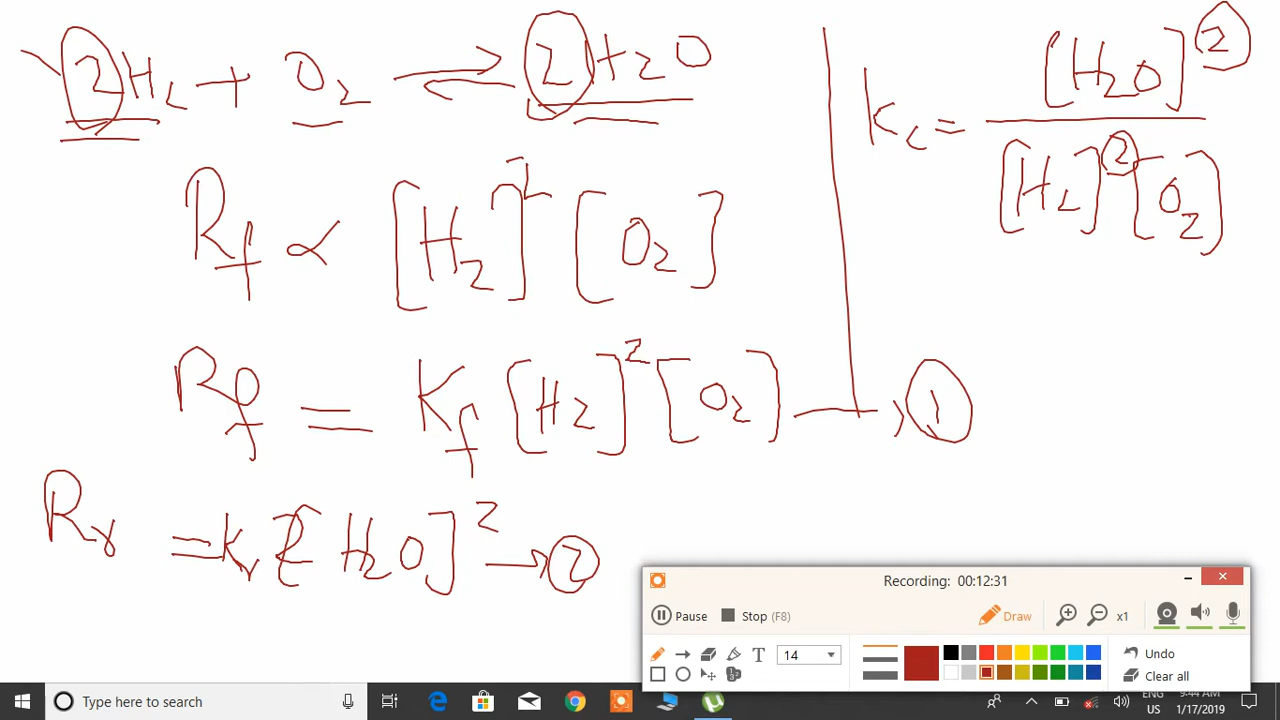 2H₂ + O₂ ⇌ 2H₂O
Rf ∝ [H₂]² [O₂]
Rf = Kf [H₂]² [O₂] → 1
Rr = Kr [H₂O]² → 2
Kc = [H₂O]² / [H₂]² [O₂]
Recording: 00:12:31
Pause Stop (F8) Draw x1
T 14 Undo
Clear all
Type here to search
ENG 9:44 AM
US 1/17/2019